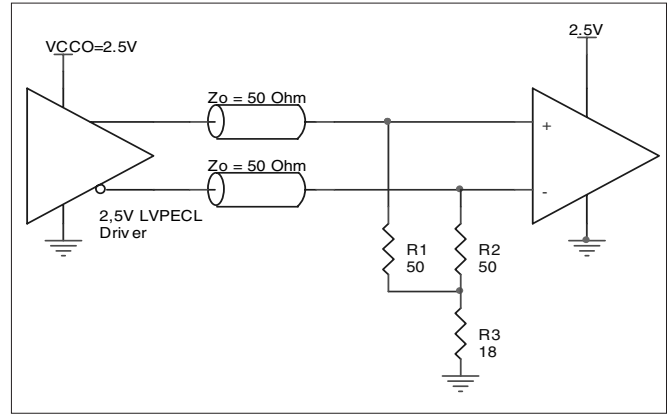 VCCO=2.5V
2.5V
Zo = 50 Ohm
+
Zo = 50 Ohm
-
2,5V LVPECL
Driver
R1
50
R2
50
R3
18